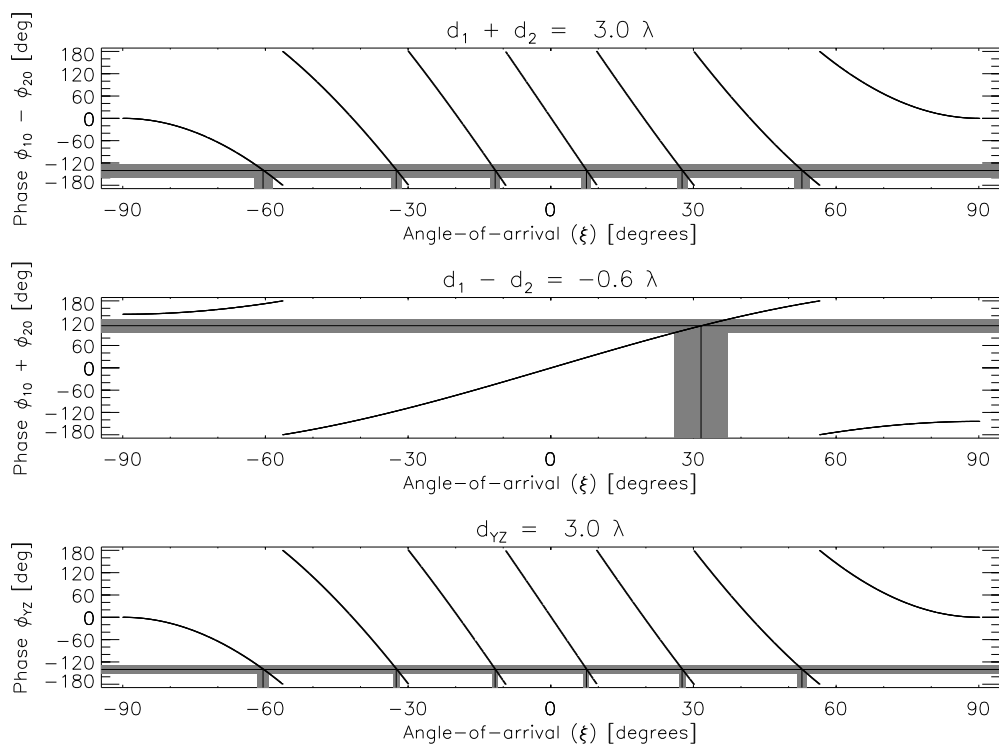 d₁ + d₂ = 3.0 λ
Phase ϕ₁₀ − ϕ₂₀ [deg]
180
120
60
0
−60
−120
−180
−90 −60 −30 0 30 60 90
Angle−of−arrival (ξ) [degrees]
d₁ − d₂ = −0.6 λ
Phase ϕ₁₀ + ϕ₂₀ [deg]
180
120
60
0
−60
−120
−180
−90 −60 −30 0 30 60 90
Angle−of−arrival (ξ) [degrees]
d_YZ = 3.0 λ
Phase ϕ_YZ [deg]
180
120
60
0
−60
−120
−180
−90 −60 −30 0 30 60 90
Angle−of−arrival (ξ) [degrees]